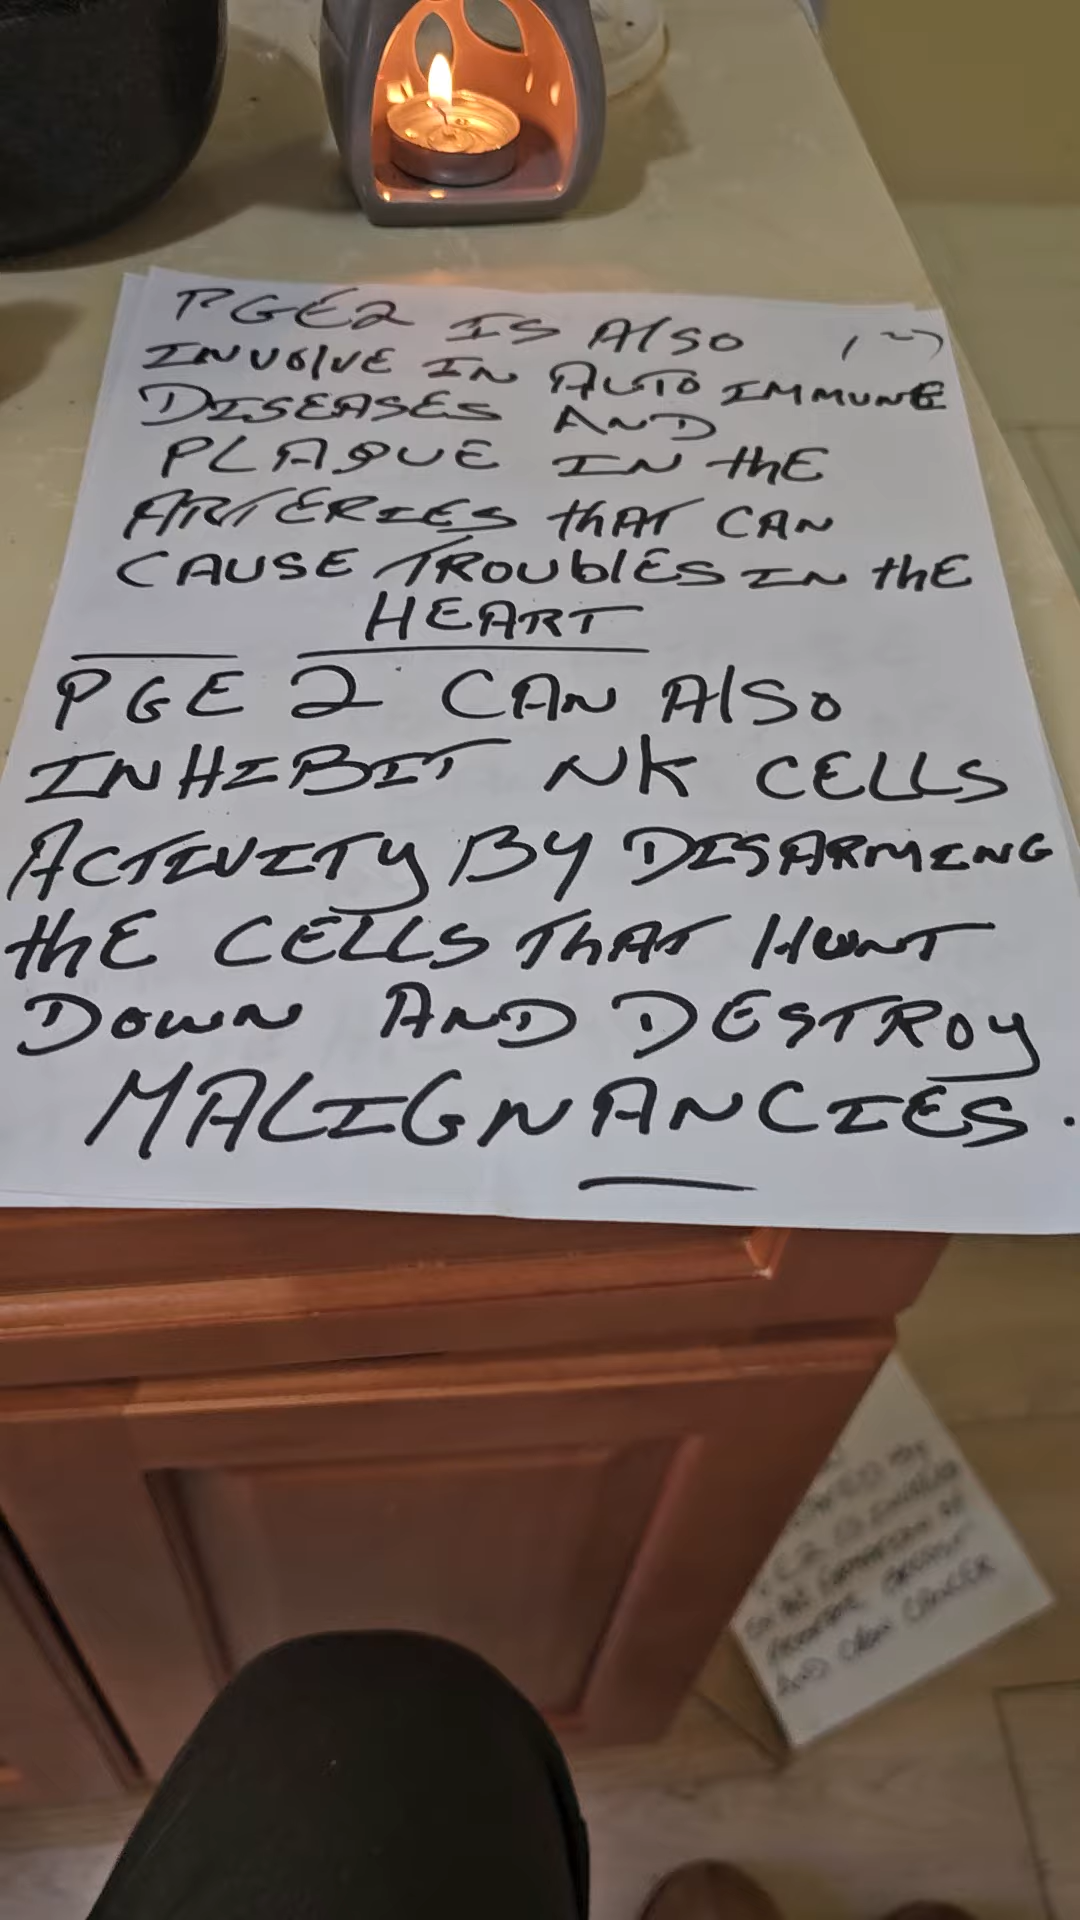 PGE2 IS Also
INVOlVE IN AUTO IMMUNE
DISEASES AND
PLAQUE IN thE
ARTERIES thAT CAN
CAUSE TROUblES IN thE
HEART
PGE 2 CAN AlSo
INHIBIT NK CELLS
ACTIVITY BY DISARMING
thE CELLS ThAT HUNT
DOWN AND DESTROY
MALIGNANCIES.
AND CANCER